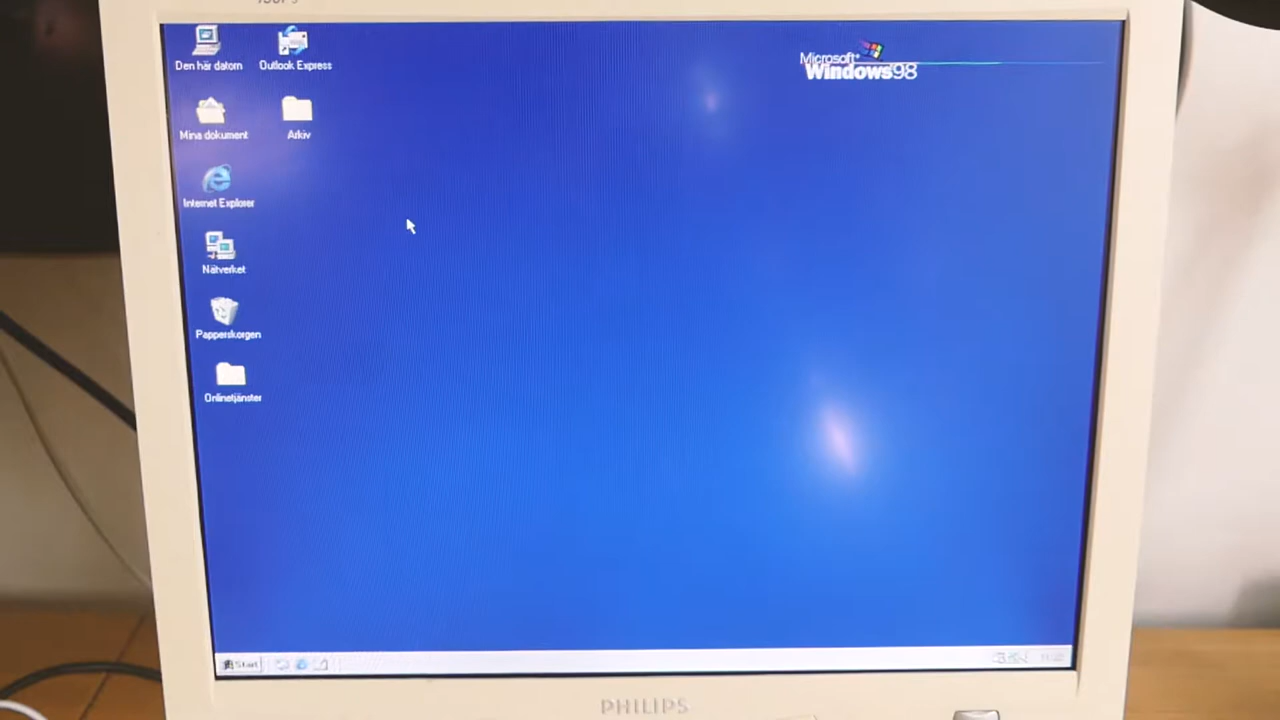 Den här datorn
Outlook Express
Microsoft
Windows98
Mina dokument
Arkiv
Internet Explorer
Nätverket
Papperskorgen
Onlinetjänster
Start
PHILIPS